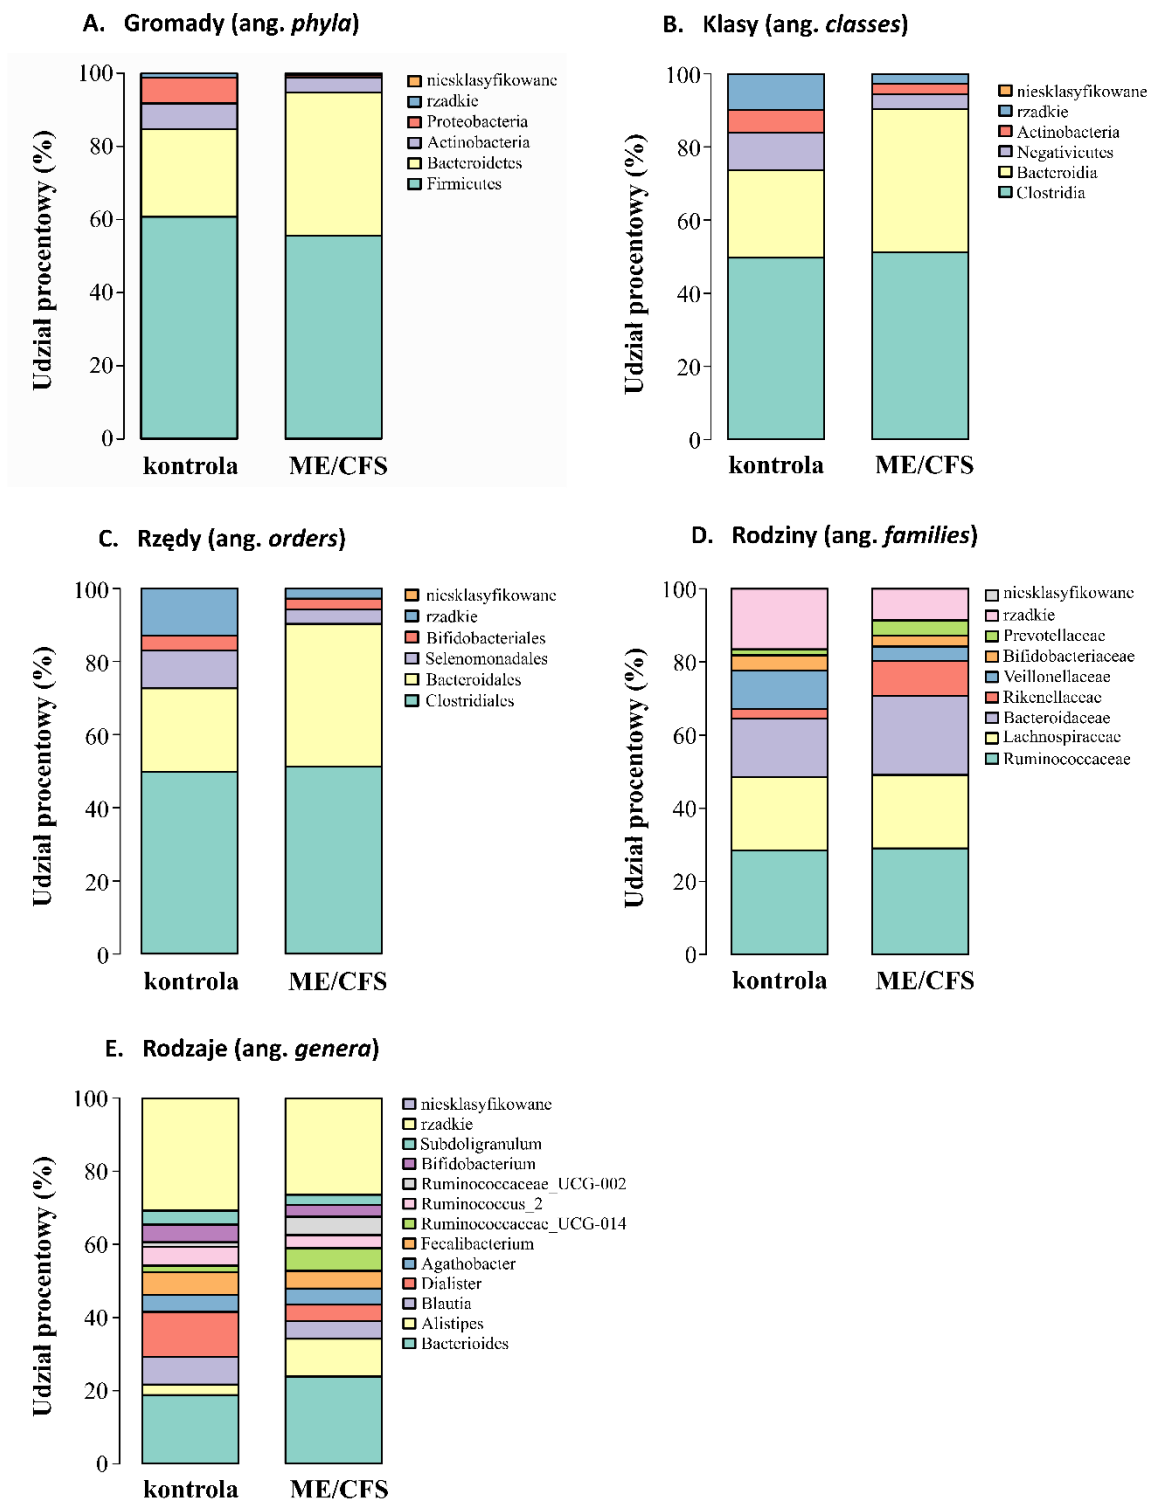 A. Gromady (ang. phyla)
Udział procentowy (%)
100
80
60
40
20
0
kontrola
ME/CFS
niesklasyfikowane
rzadkie
Proteobacteria
Actinobacteria
Bacteroidetes
Firmicutes
B. Klasy (ang. classes)
Udział procentowy (%)
100
80
60
40
20
0
kontrola
ME/CFS
niesklasyfikowane
rzadkie
Actinobacteria
Negativicutes
Bacteroidia
Clostridia
C. Rzędy (ang. orders)
Udział procentowy (%)
100
80
60
40
20
0
kontrola
ME/CFS
niesklasyfikowane
rzadkie
Bifidobacteriales
Selenomonadales
Bacteroidales
Clostridiales
D. Rodziny (ang. families)
Udział procentowy (%)
100
80
60
40
20
0
kontrola
ME/CFS
niesklasyfikowane
rzadkie
Prevotellaceae
Bifidobacteriaceae
Veillonellaceae
Rikenellaceae
Bacteroidaceae
Lachnospiraceae
Ruminococcaceae
E. Rodzaje (ang. genera)
Udział procentowy (%)
100
80
60
40
20
0
kontrola
ME/CFS
niesklasyfikowane
rzadkie
Subdoligranulum
Bifidobacterium
Ruminococcaceae_UCG-002
Ruminococcus_2
Ruminococcaceae_UCG-014
Fecalibacterium
Agathobacter
Dialister
Blautia
Alistipes
Bacterioides